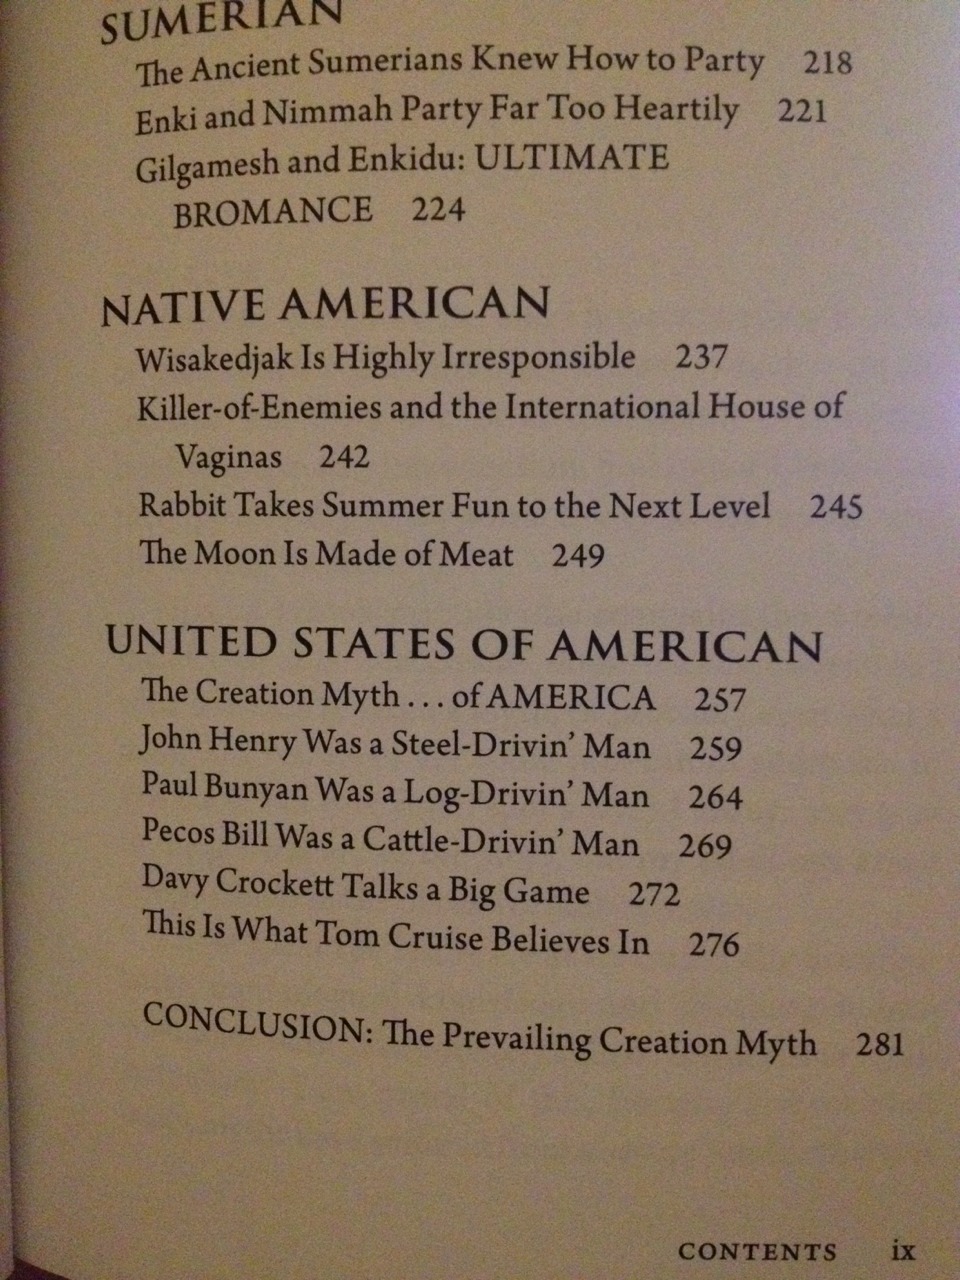 SUMERIAN
The Ancient Sumerians Knew How to Party 218
Enki and Nimmah Party Far Too Heartily 221
Gilgamesh and Enkidu: ULTIMATE
BROMANCE 224
NATIVE AMERICAN
Wisakedjak Is Highly Irresponsible 237
Killer-of-Enemies and the International House of
Vaginas 242
Rabbit Takes Summer Fun to the Next Level 245
The Moon Is Made of Meat 249
UNITED STATES OF AMERICAN
The Creation Myth . . . of AMERICA 257
John Henry Was a Steel-Drivin’ Man 259
Paul Bunyan Was a Log-Drivin’ Man 264
Pecos Bill Was a Cattle-Drivin’ Man 269
Davy Crockett Talks a Big Game 272
This Is What Tom Cruise Believes In 276
CONCLUSION: The Prevailing Creation Myth 281
CONTENTS ix